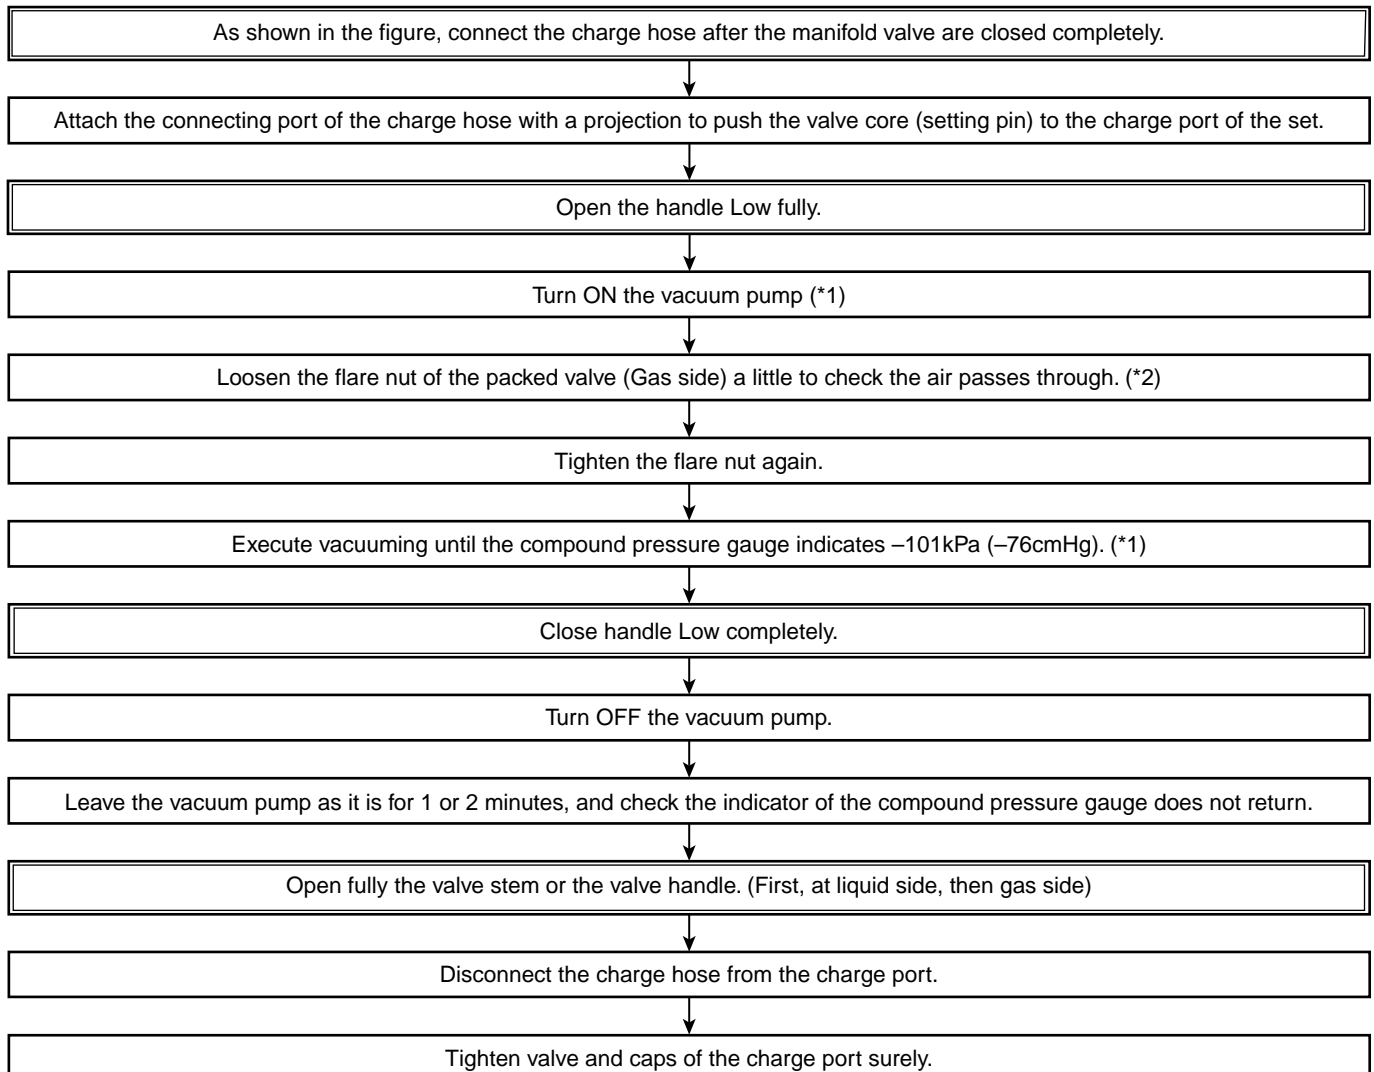 As shown in the figure, connect the charge hose after the manifold valve are closed completely.
Attach the connecting port of the charge hose with a projection to push the valve core (setting pin) to the charge port of the set.
Open the handle Low fully.
Turn ON the vacuum pump (*1)
Loosen the flare nut of the packed valve (Gas side) a little to check the air passes through. (*2)
Tighten the flare nut again.
Execute vacuuming until the compound pressure gauge indicates –101kPa (–76cmHg). (*1)
Close handle Low completely.
Turn OFF the vacuum pump.
Leave the vacuum pump as it is for 1 or 2 minutes, and check the indicator of the compound pressure gauge does not return.
Open fully the valve stem or the valve handle. (First, at liquid side, then gas side)
Disconnect the charge hose from the charge port.
Tighten valve and caps of the charge port surely.